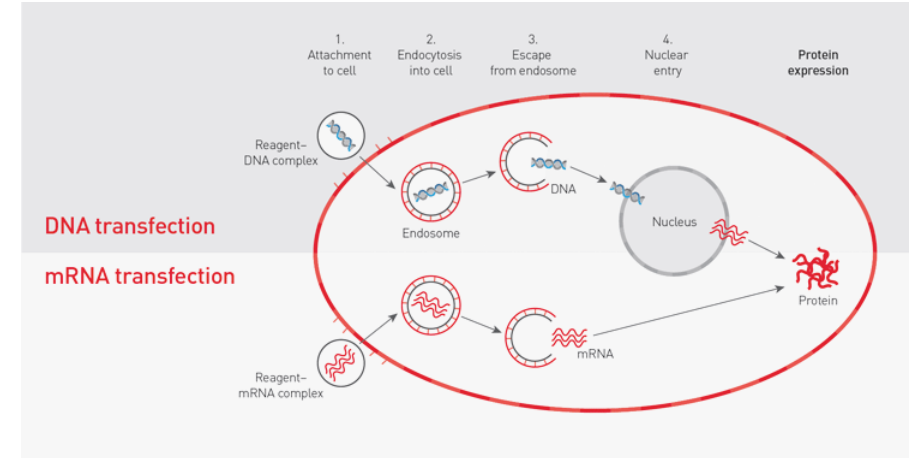 1.
Attachment
to cell
2.
Endocytosis
into cell
3.
Escape
from endosome
4.
Nuclear
entry
Protein
expression
Reagent–
DNA complex
DNA
Endosome
Nucleus
DNA transfection
mRNA transfection
Protein
mRNA
Reagent–
mRNA complex